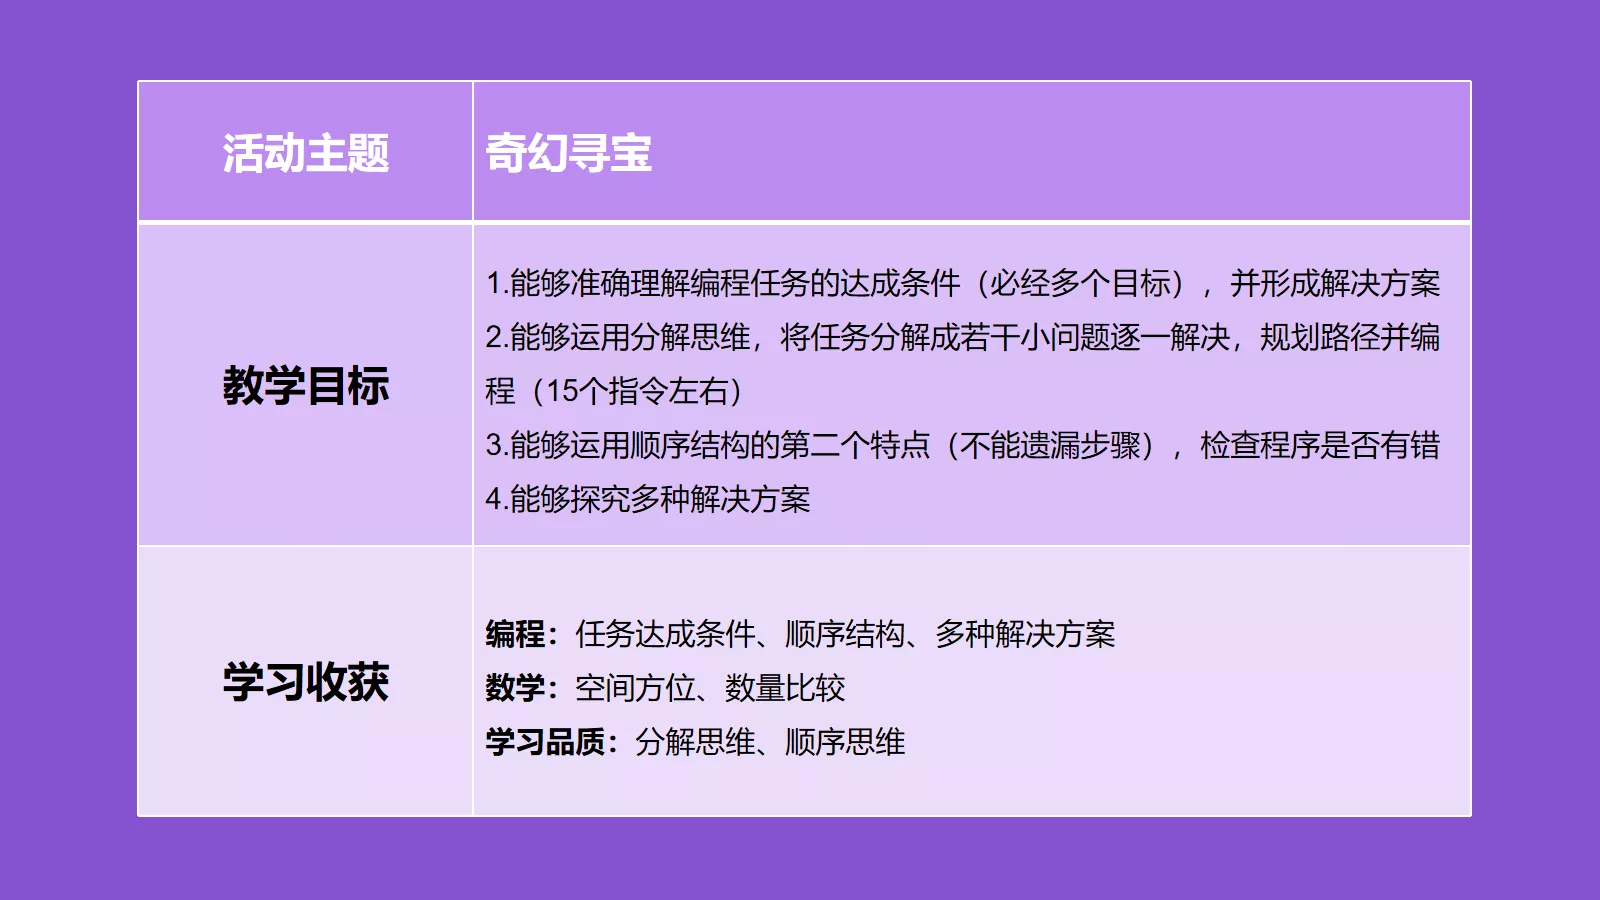 活动主题
奇幻寻宝
教学目标
1.能够准确理解编程任务的达成条件（必经多个目标），并形成解决方案
2.能够运用分解思维，将任务分解成若干小问题逐一解决，规划路径并编
程（15个指令左右）
3.能够运用顺序结构的第二个特点（不能遗漏步骤），检查程序是否有错
4.能够探究多种解决方案
学习收获
编程：任务达成条件、顺序结构、多种解决方案
数学：空间方位、数量比较
学习品质：分解思维、顺序思维